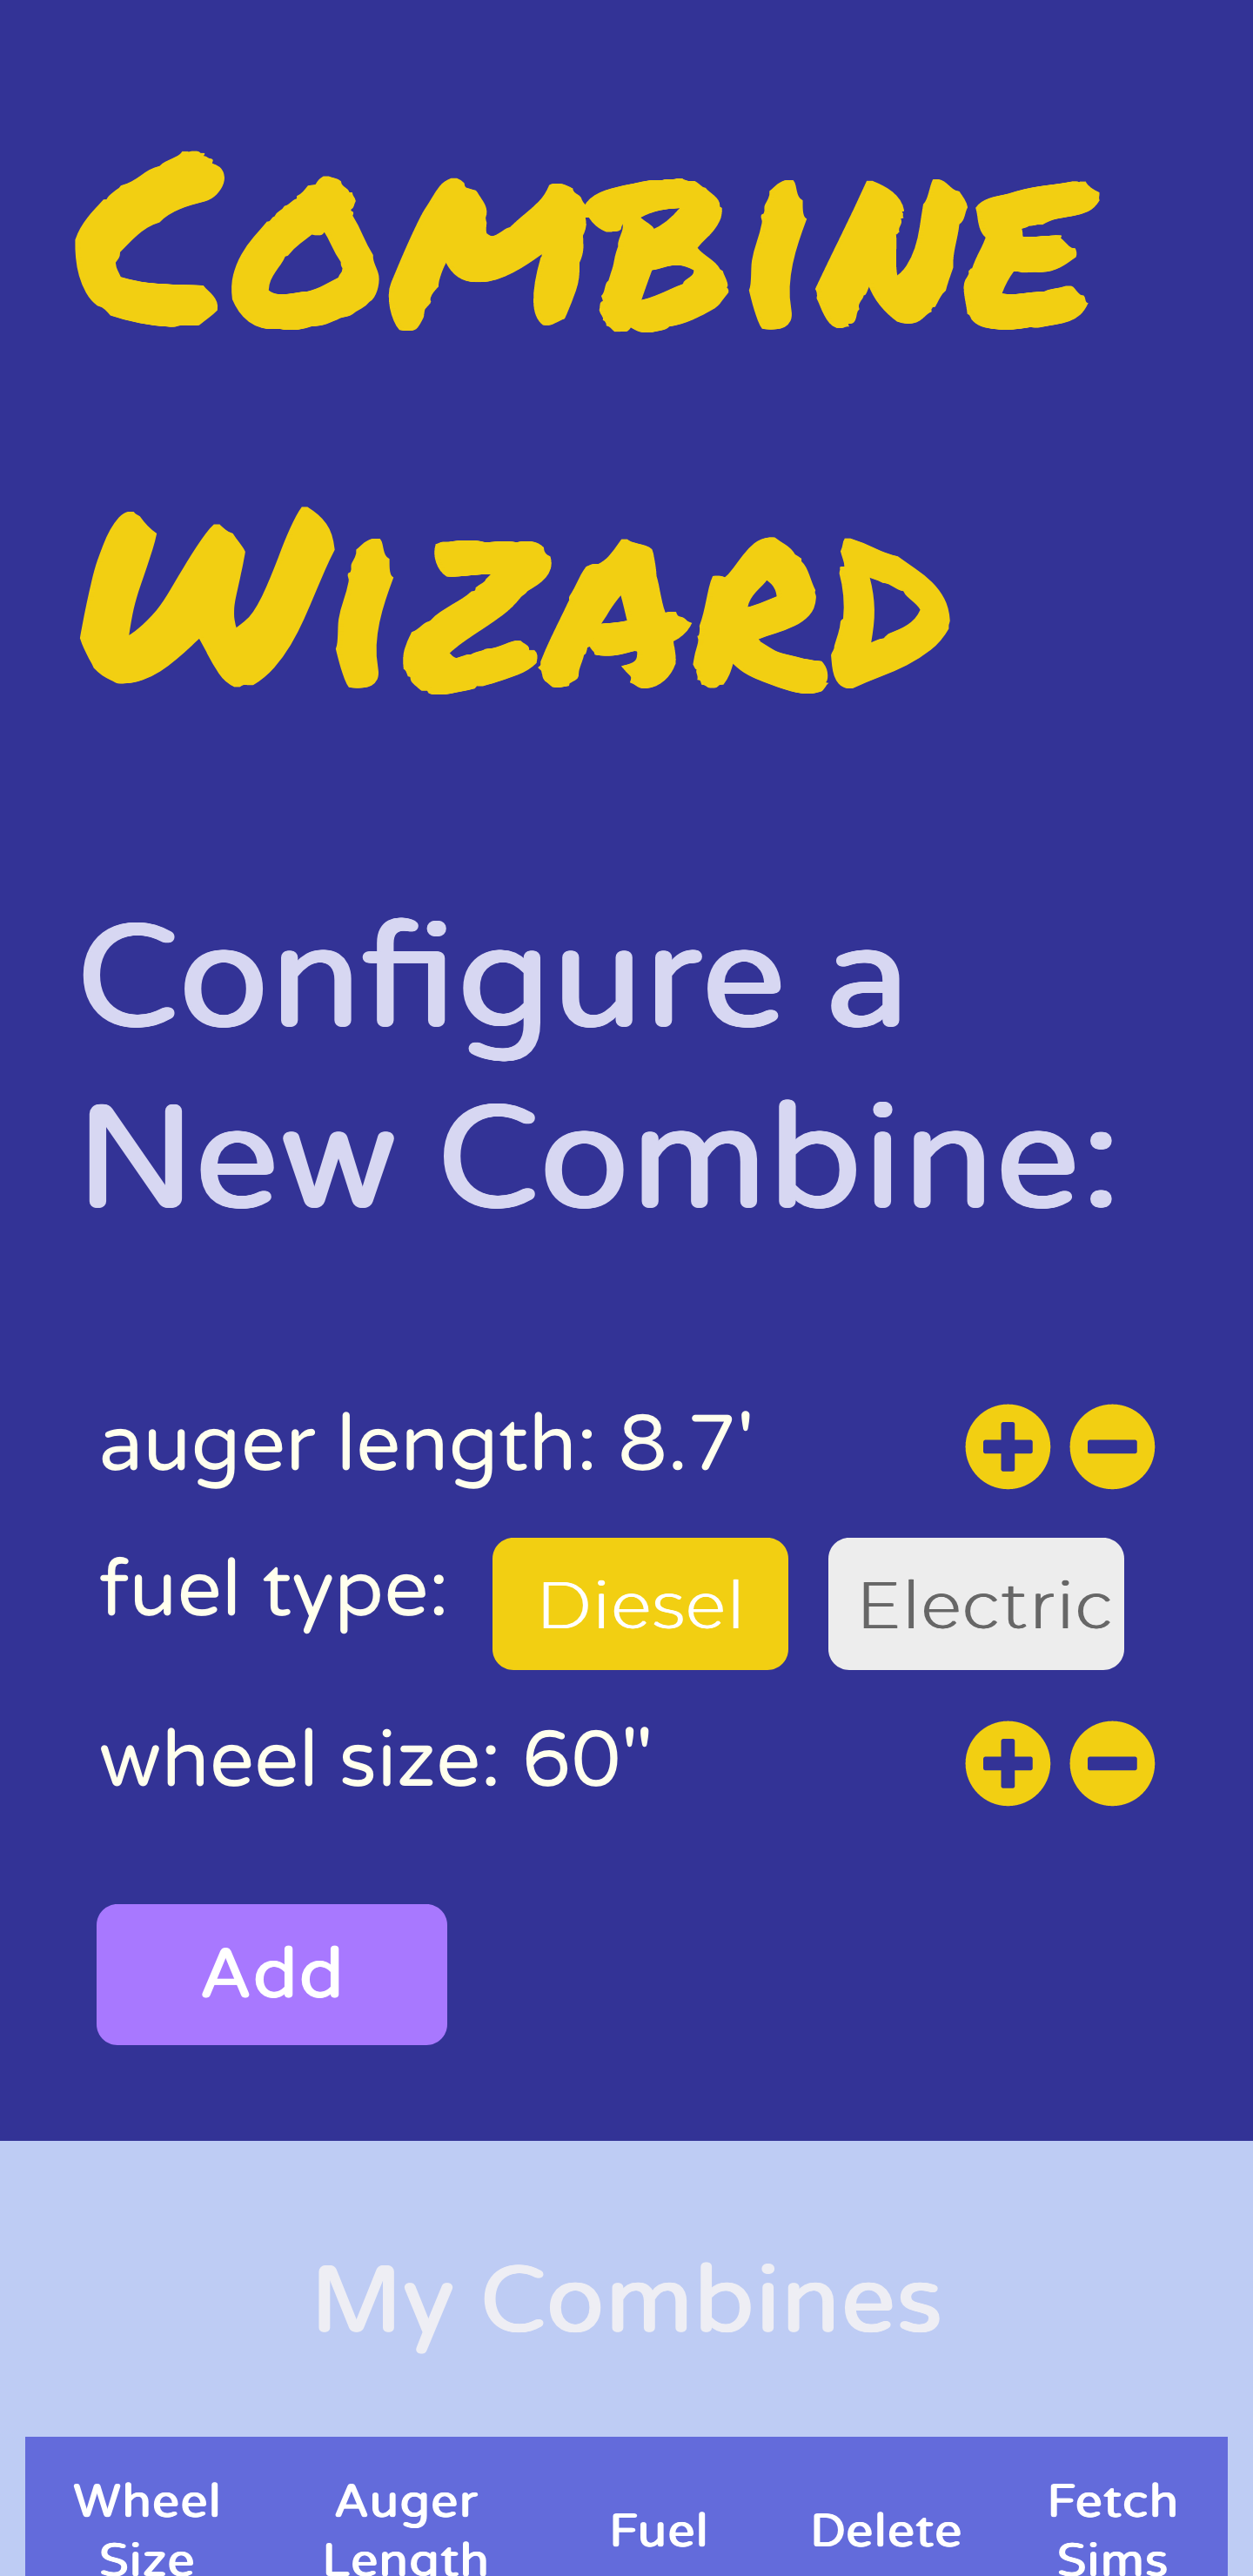 Combine
Wizard
Configure a
New Combine:
auger length: 8.7'
fuel type: Diesel Electric
wheel size: 60"
Add
My Combines
Wheel Size Auger Length Fuel Delete Fetch Sims